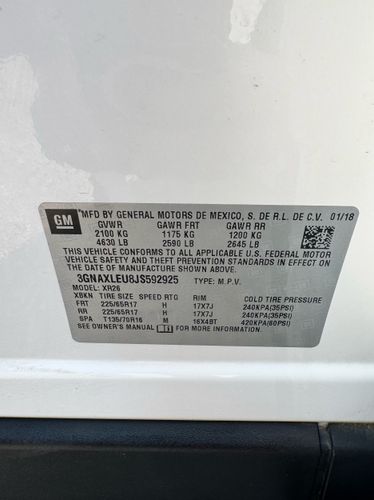 GM
MFD BY GENERAL MOTORS DE MEXICO, S. DE R.L. DE C.V. 01/18
GVWR GAWR FRT GAWR RR
2100 KG 1175 KG 1200 KG
4630 LB 2590 LB 2645 LB
THIS VEHICLE CONFORMS TO ALL APPLICABLE U.S. FEDERAL MOTOR
VEHICLE SAFETY AND THEFT PREVENTION STANDARDS IN EFFECT ON
THE DATE OF MANUFACTURE SHOWN ABOVE.
3GNAXLEU8JS592925 TYPE: M.P.V.
MODEL: XR26
XBKN TIRE SIZE SPEED RTG RIM COLD TIRE PRESSURE
FRT 225/65R17 H 17X7J 240KPA(35PSI)
RR 225/65R17 H 17X7J 240KPA(35PSI)
SPA T135/70R16 M 16X4BT 420KPA(60PSI)
SEE OWNER'S MANUAL FOR ADDITIONAL INFORMATION.